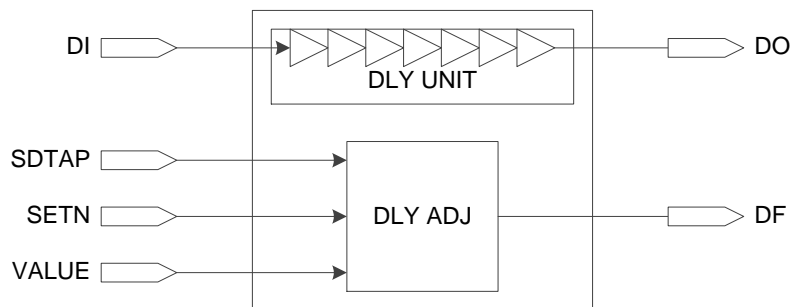 DI
DO
DLY UNIT
SDTAP
SETN
DLY ADJ
DF
VALUE